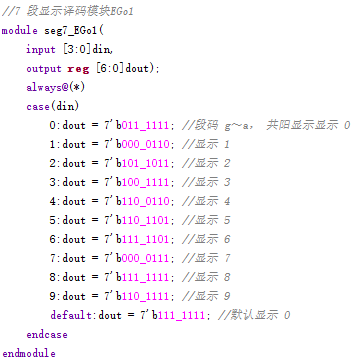 //7 段显示译码模块EGo1
module seg7_EGo1(
input [3:0]din,
output reg [6:0]dout);
always@(*)
case(din)
0:dout = 7'b011_1111; //段码 g～a, 共阳显示显示 0
1:dout = 7'b000_0110; //显示 1
2:dout = 7'b101_1011; //显示 2
3:dout = 7'b100_1111; //显示 3
4:dout = 7'b110_0110; //显示 4
5:dout = 7'b110_1101; //显示 5
6:dout = 7'b111_1101; //显示 6
7:dout = 7'b000_0111; //显示 7
8:dout = 7'b111_1111; //显示 8
9:dout = 7'b110_1111; //显示 9
default:dout = 7'b111_1111; //默认显示 0
endcase
endmodule